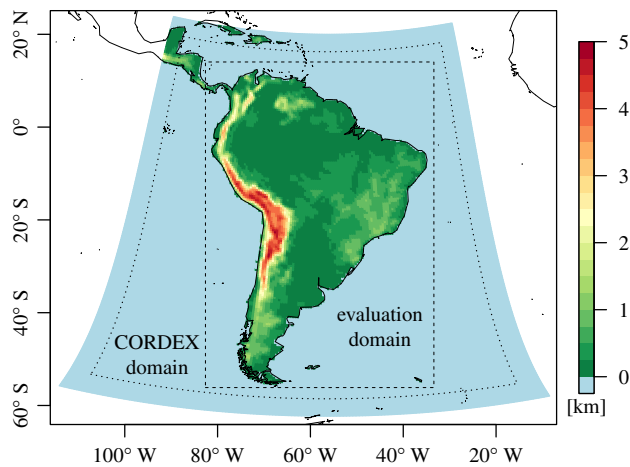 20° N
0°
20° S
40° S
60° S
100° W
80° W
60° W
40° W
20° W
CORDEX
domain
evaluation
domain
5
4
3
2
1
0
[km]